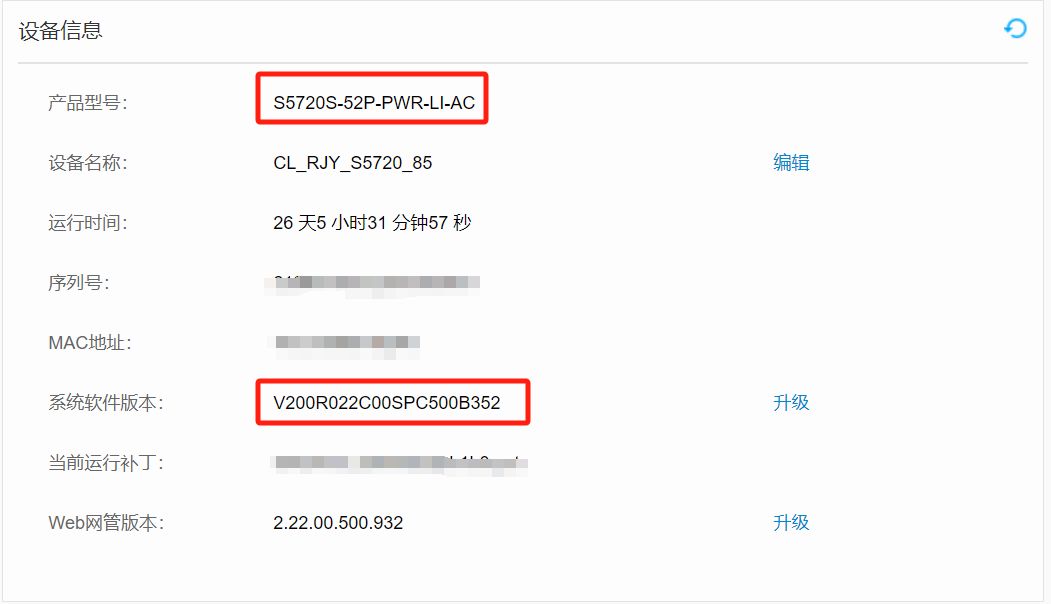 设备信息
产品型号： S5720S-52P-PWR-LI-AC
设备名称： CL_RJY_S5720_85 编辑
运行时间： 26 天5 小时31 分钟57 秒
序列号：
MAC地址：
系统软件版本： V200R022C00SPC500B352 升级
当前运行补丁：
Web网管版本： 2.22.00.500.932 升级